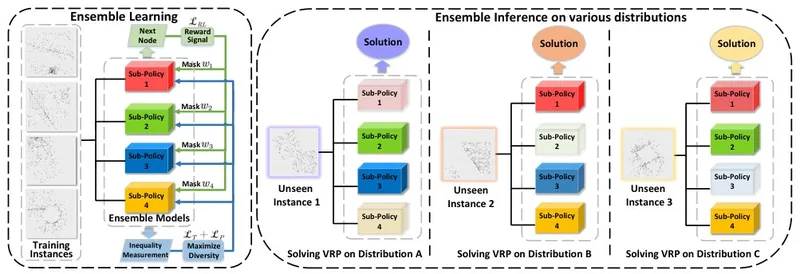 Ensemble Learning
Next
Node
ℒ_RL
Reward
Signal
Sub-Policy
1
Mask w₁
Sub-Policy
2
Mask w₂
Sub-Policy
3
Mask w₃
Sub-Policy
4
Mask w₄
Ensemble Models
Training
Instances
Inequality
Measurement
ℒ_T + ℒ_P
Maximize
Diversity
Ensemble Inference on various distributions
Solution
Sub-Policy
1
Sub-Policy
2
Sub-Policy
3
Sub-Policy
4
Unseen
Instance 1
Solving VRP on Distribution A
Solution
Sub-Policy
1
Sub-Policy
2
Sub-Policy
3
Sub-Policy
4
Unseen
Instance 2
Solving VRP on Distribution B
Solution
Sub-Policy
1
Sub-Policy
2
Sub-Policy
3
Sub-Policy
4
Unseen
Instance 3
Solving VRP on Distribution C